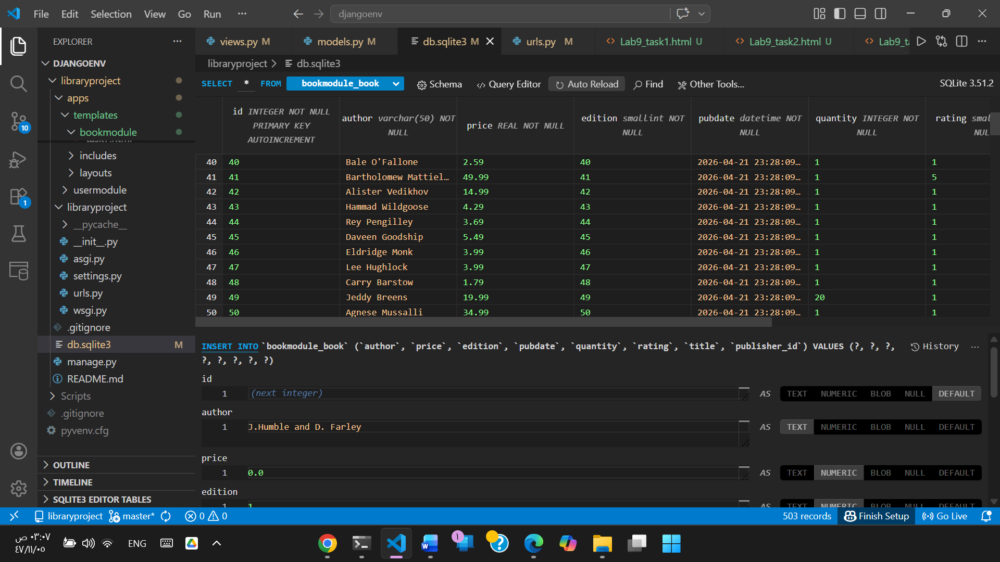 File Edit Selection View Go Run ···
djangoenv
EXPLORER ···
DJANGOENV
libraryproject
apps
templates
bookmodule
includes
layouts
usermodule
libraryproject
__pycache__
__init__.py
asgi.py
settings.py
urls.py
wsgi.py
.gitignore
db.sqlite3 M
manage.py
README.md
Scripts
.gitignore
pyvenv.cfg
OUTLINE
TIMELINE
SQLITE3 EDITOR TABLES
10
1
views.py M models.py M db.sqlite3 M urls.py M Lab9_task1.html U Lab9_task2.html U Lab9_ta
libraryproject > db.sqlite3
SELECT * FROM bookmodule_book Schema Query Editor Auto Reload Find Other Tools... SQLite 3.51.2
id INTEGER NOT NULL PRIMARY KEY AUTOINCREMENT
author varchar(50) NOT NULL
price REAL NOT NULL
edition smallint NOT NULL
pubdate datetime NOT NULL
quantity INTEGER NOT NULL
rating smal NUL
40 40 Bale O'Fallone 2.59 40 2026-04-21 23:28:09… 1 1
41 41 Bartholomew Mattiel… 49.99 41 2026-04-21 23:28:09… 1 5
42 42 Alister Vedikhov 14.99 42 2026-04-21 23:28:09… 1 1
43 43 Hammad Wildgoose 4.29 43 2026-04-21 23:28:09… 1 1
44 44 Rey Pengilley 3.69 44 2026-04-21 23:28:09… 1 1
45 45 Daveen Goodship 5.49 45 2026-04-21 23:28:09… 1 1
46 46 Eldridge Monk 3.99 46 2026-04-21 23:28:09… 1 1
47 47 Lee Hughlock 3.99 47 2026-04-21 23:28:09… 1 1
48 48 Carry Barstow 1.79 48 2026-04-21 23:28:09… 1 1
49 49 Jeddy Breens 19.99 49 2026-04-21 23:28:09… 20 1
50 50 Agnese Mussalli 34.99 50 2026-04-21 23:28:09… 1 1
INSERT INTO `bookmodule_book` (`author`, `price`, `edition`, `pubdate`, `quantity`, `rating`, `title`, `publisher_id`) VALUES (?, ?, ?, History ···
?, ?, ?, ?, ?)
id
1 (next integer) AS TEXT NUMERIC BLOB NULL DEFAULT
author
1 J.Humble and D. Farley AS TEXT NUMERIC BLOB NULL DEFAULT
price
1 0.0 AS TEXT NUMERIC BLOB NULL DEFAULT
edition
1 1 AS TEXT NUMERIC BLOB NULL DEFAULT
libraryproject master* 0 0 503 records Finish Setup Go Live
٠٣:٠٧ ص
٤٧/١١/٠٥
ENG
١